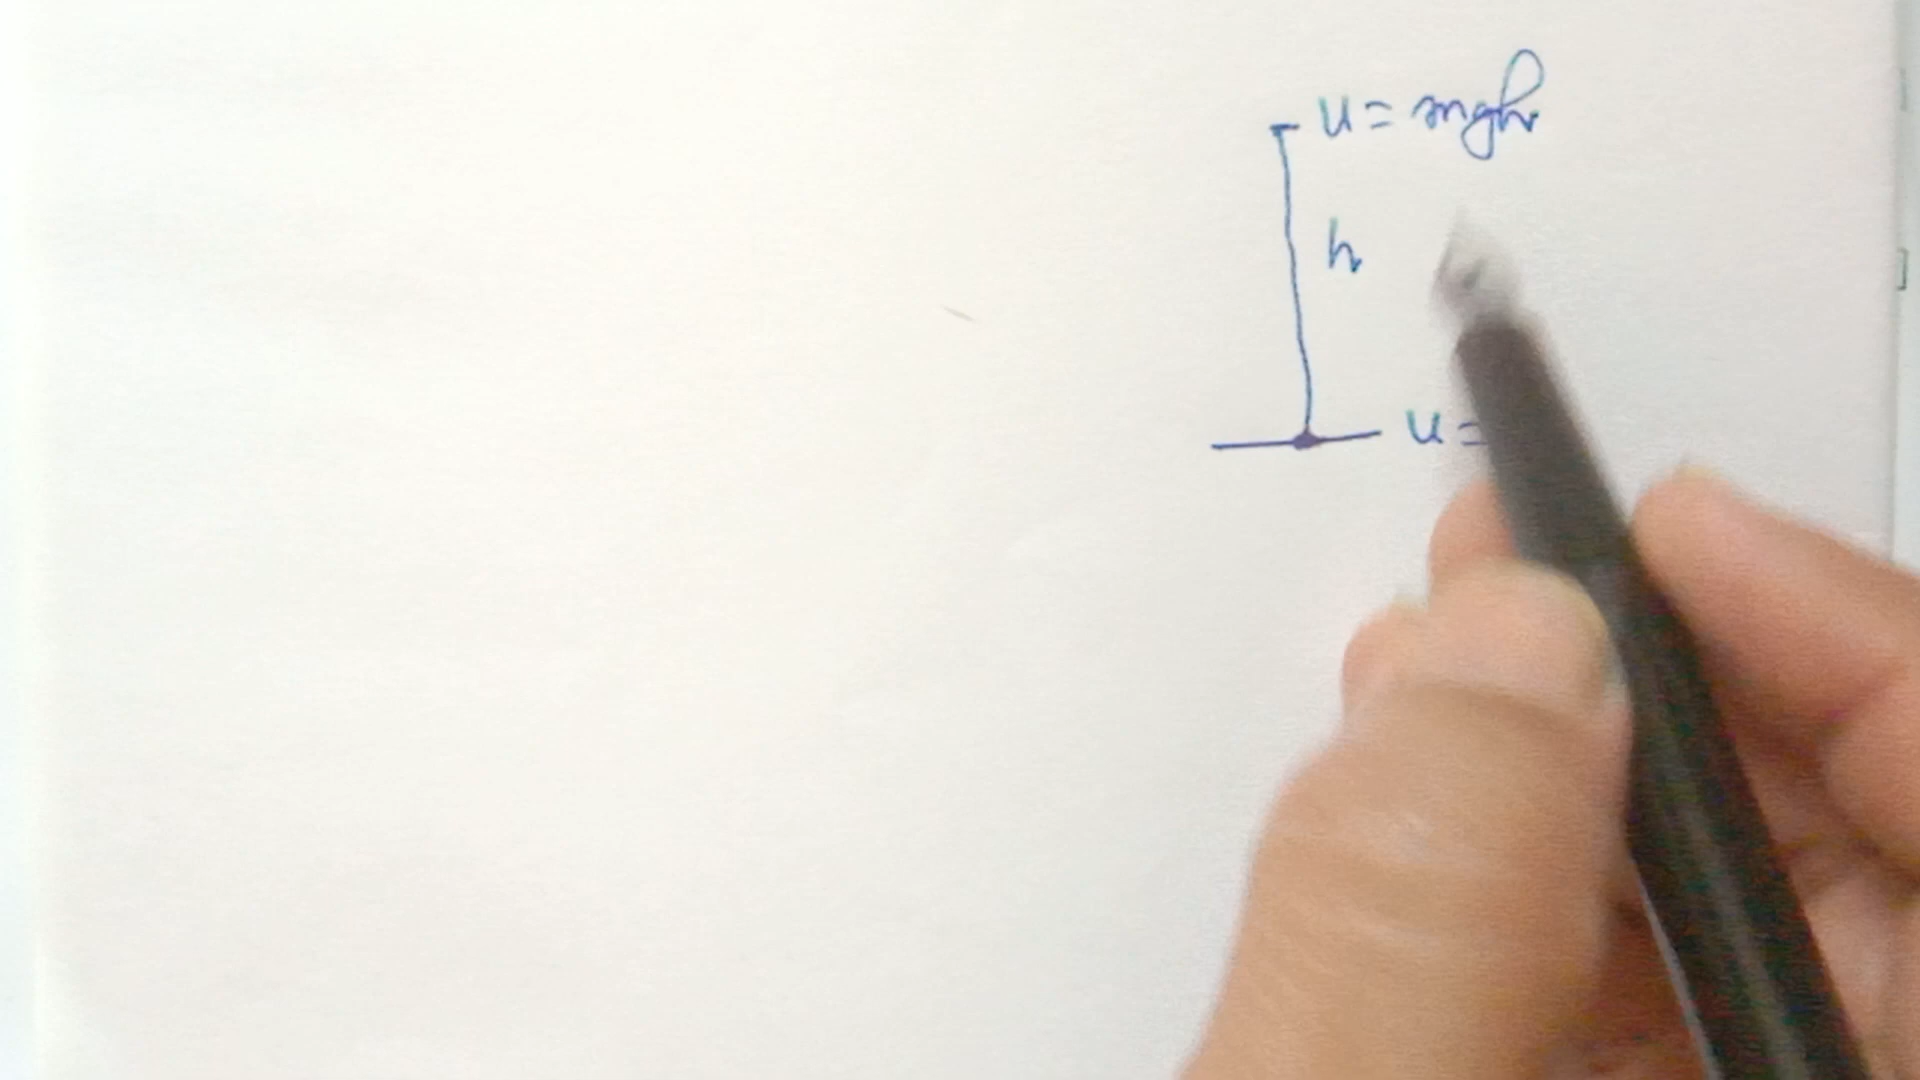 u = mgh
h
u =